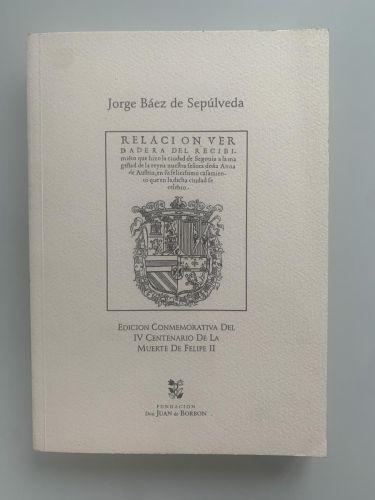 Jorge Báez de Sepúlveda
RELACION VER
DADERA DEL RECIBI-
miẽto que hizo la ciudad de Segouia a la ma
gestad de la reyna nuestra señora doña Anna
de Austria, en su felicissimo casamien-
to que en la dicha ciudad se
celebro.
EDICION CONMEMORATIVA DEL
IV CENTENARIO DE LA
MUERTE DE FELIPE II
FUNDACION
Don JUAN de BORBON